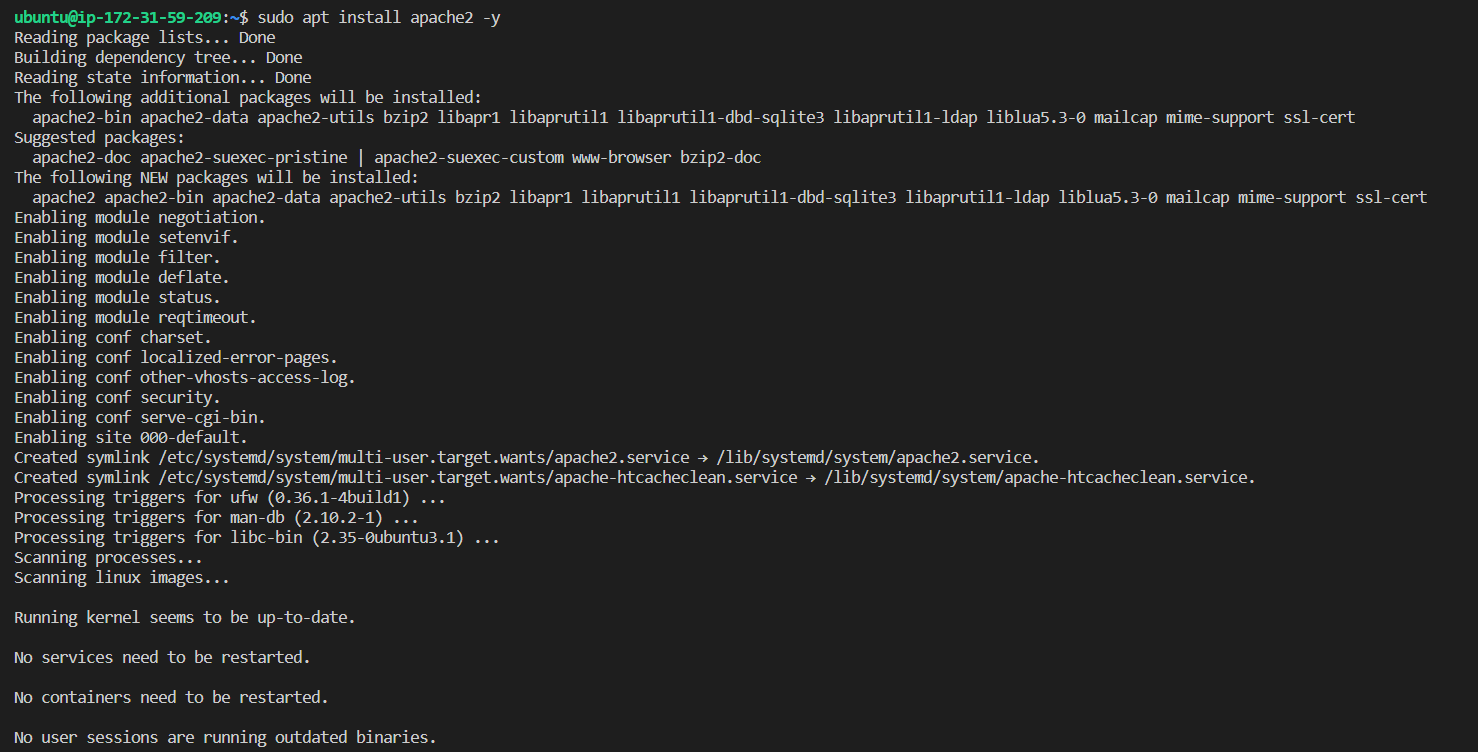 ubuntu@ip-172-31-59-209:~$ sudo apt install apache2 -y
Reading package lists... Done
Building dependency tree... Done
Reading state information... Done
The following additional packages will be installed:
  apache2-bin apache2-data apache2-utils bzip2 libapr1 libaprutil1 libaprutil1-dbd-sqlite3 libaprutil1-ldap liblua5.3-0 mailcap mime-support ssl-cert
Suggested packages:
  apache2-doc apache2-suexec-pristine | apache2-suexec-custom www-browser bzip2-doc
The following NEW packages will be installed:
  apache2 apache2-bin apache2-data apache2-utils bzip2 libapr1 libaprutil1 libaprutil1-dbd-sqlite3 libaprutil1-ldap liblua5.3-0 mailcap mime-support ssl-cert
Enabling module negotiation.
Enabling module setenvif.
Enabling module filter.
Enabling module deflate.
Enabling module status.
Enabling module reqtimeout.
Enabling conf charset.
Enabling conf localized-error-pages.
Enabling conf other-vhosts-access-log.
Enabling conf security.
Enabling conf serve-cgi-bin.
Enabling site 000-default.
Created symlink /etc/systemd/system/multi-user.target.wants/apache2.service → /lib/systemd/system/apache2.service.
Created symlink /etc/systemd/system/multi-user.target.wants/apache-htcacheclean.service → /lib/systemd/system/apache-htcacheclean.service.
Processing triggers for ufw (0.36.1-4build1) ...
Processing triggers for man-db (2.10.2-1) ...
Processing triggers for libc-bin (2.35-0ubuntu3.1) ...
Scanning processes...
Scanning linux images...
Running kernel seems to be up-to-date.
No services need to be restarted.
No containers need to be restarted.
No user sessions are running outdated binaries.